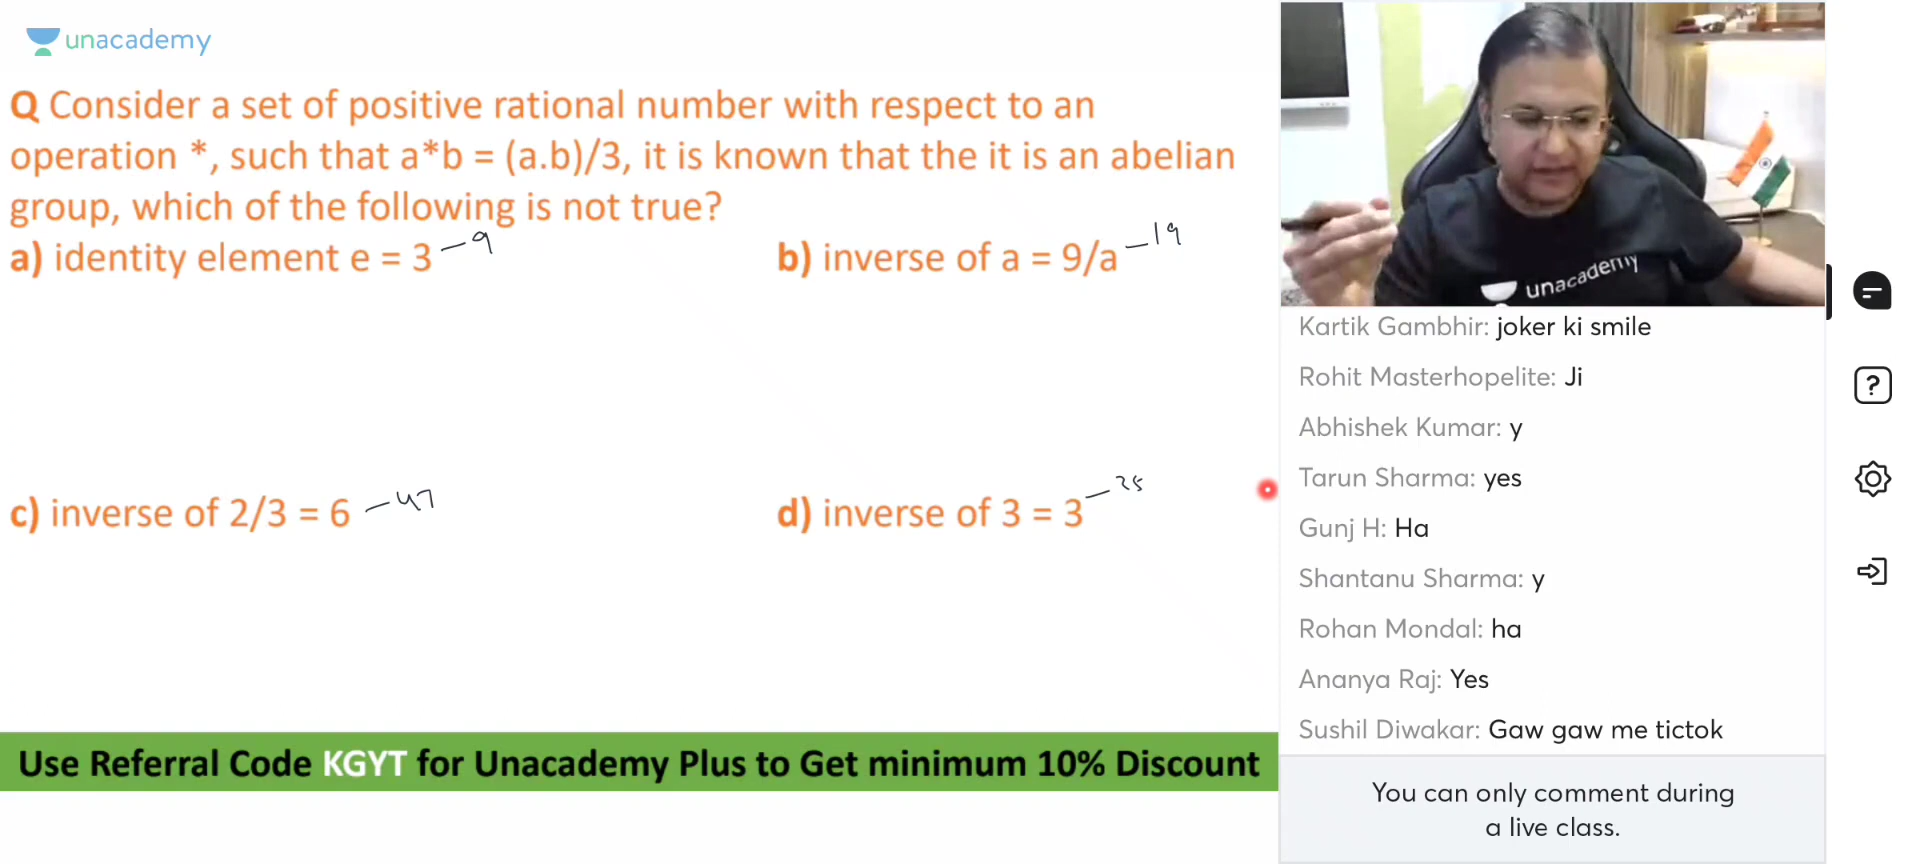 unacademy
Q Consider a set of positive rational number with respect to an
operation *, such that a*b = (a.b)/3, it is known that the it is an abelian
group, which of the following is not true?
a) identity element e = 3 – 9
b) inverse of a = 9/a – 19
c) inverse of 2/3 = 6 – 47
d) inverse of 3 = 3 – 25
Use Referral Code KGYT for Unacademy Plus to Get minimum 10% Discount
unacademy
Kartik Gambhir: joker ki smile
Rohit Masterhopelite: Ji
Abhishek Kumar: y
Tarun Sharma: yes
Gunj H: Ha
Shantanu Sharma: y
Rohan Mondal: ha
Ananya Raj: Yes
Sushil Diwakar: Gaw gaw me tictok
You can only comment during
a live class.